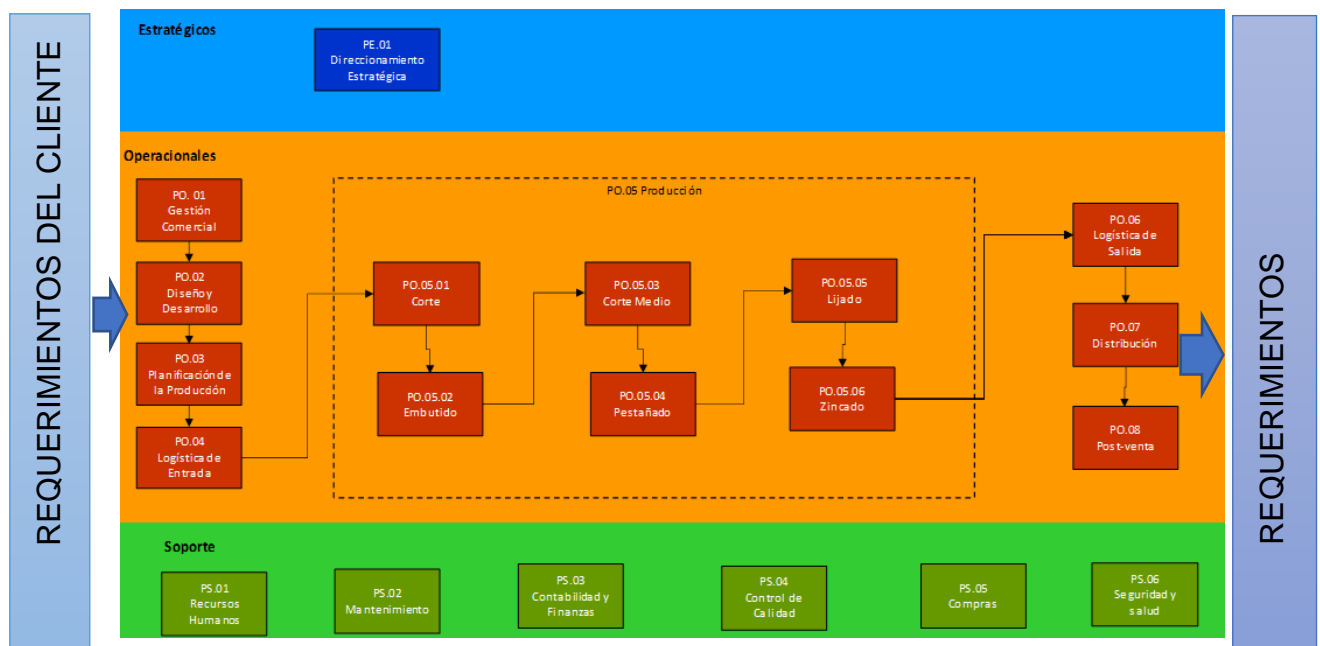 REQUERIMIENTOS DEL CLIENTE
Estratégicos
PE.01
Direccionamiento
Estratégica
Operacionales
PO. 01
Gestión
Comercial
PO.02
Diseño y
Desarrollo
PO.03
Planificación de
la Producción
PO.04
Logística de
Entrada
PO.05 Producción
PO.05.01
Corte
PO.05.02
Embutido
PO.05.03
Corte Medio
PO.05.04
Pestañado
PO.05.05
Lijado
PO.05.06
Zincado
PO.06
Logística de
Salida
PO.07
Distribución
PO.08
Post-venta
Soporte
PS.01
Recursos
Humanos
PS.02
Mantenimiento
PS.03
Contabilidad y
Finanzas
PS.04
Control de
Calidad
PS.05
Compras
PS.06
Seguridad y
salud
REQUERIMIENTOS